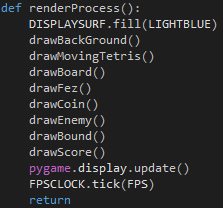 def renderProcess():
    DISPLAYSURF.fill(LIGHTBLUE)
    drawBackGround()
    drawMovingTetris()
    drawBoard()
    drawFez()
    drawCoin()
    drawEnemy()
    drawBound()
    drawScore()
    pygame.display.update()
    FPSCLOCK.tick(FPS)
    return